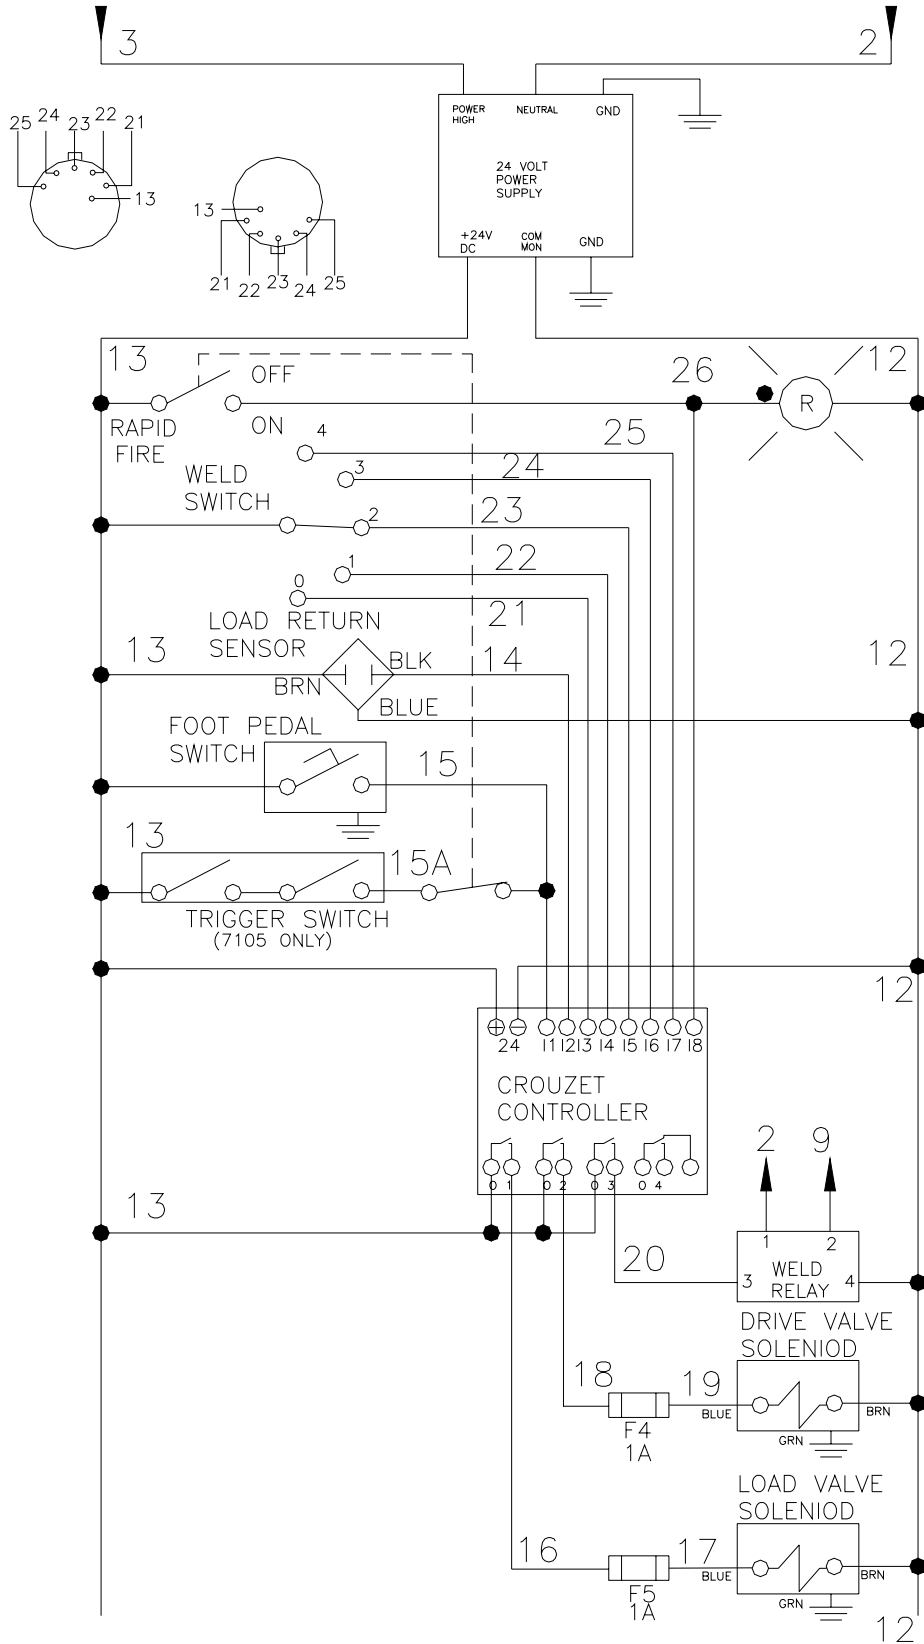 3
2
POWER
HIGH
NEUTRAL
GND
24 VOLT
POWER
SUPPLY
+24V
DC
COM
MON
GND
25 24 23 22 21
13
13
21 22 23 24 25
13
OFF
26
12
R
RAPID
FIRE
ON
4
25
WELD
SWITCH
3
24
2
23
1
22
0
21
LOAD RETURN
SENSOR
13
BLK
14
12
BRN
BLUE
FOOT PEDAL
SWITCH
15
13
15A
TRIGGER SWITCH
(7105 ONLY)
12
24 I1 I2 I3 I4 I5 I6 I7 I8
CROUZET
CONTROLLER
0 1 0 2 0 3 0 4
2 9
13
20
1 2
3 WELD 4
RELAY
DRIVE VALVE
SOLENIOD
18
19
BLUE
BRN
F4
1A
GRN
LOAD VALVE
SOLENIOD
16
17
BLUE
BRN
F5
1A
GRN
12